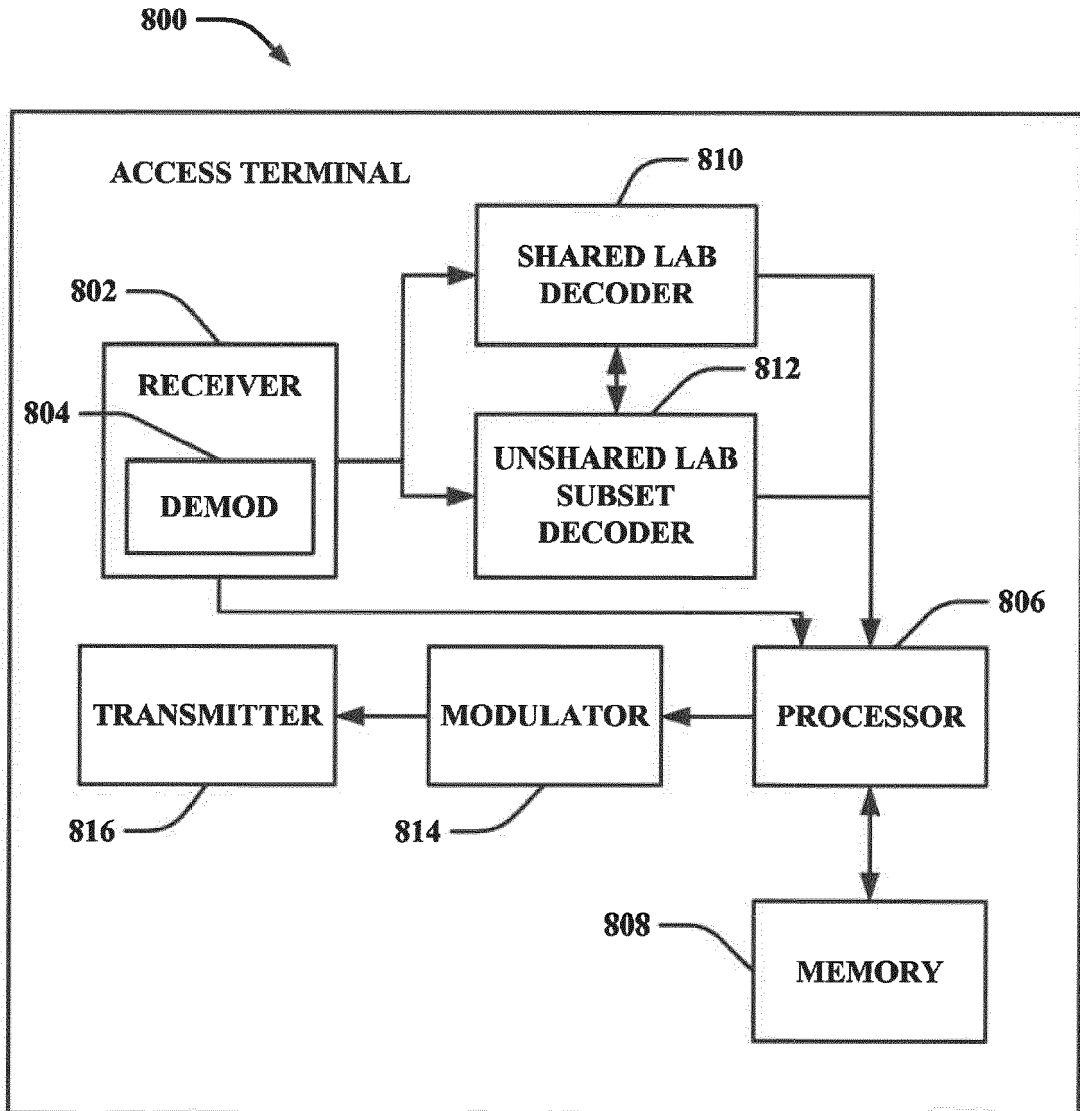 800
ACCESS TERMINAL
810
SHARED LAB
DECODER
802
RECEIVER
812
804
UNSHARED LAB
SUBSET
DECODER
DEMOD
806
TRANSMITTER
MODULATOR
PROCESSOR
816
814
808
MEMORY